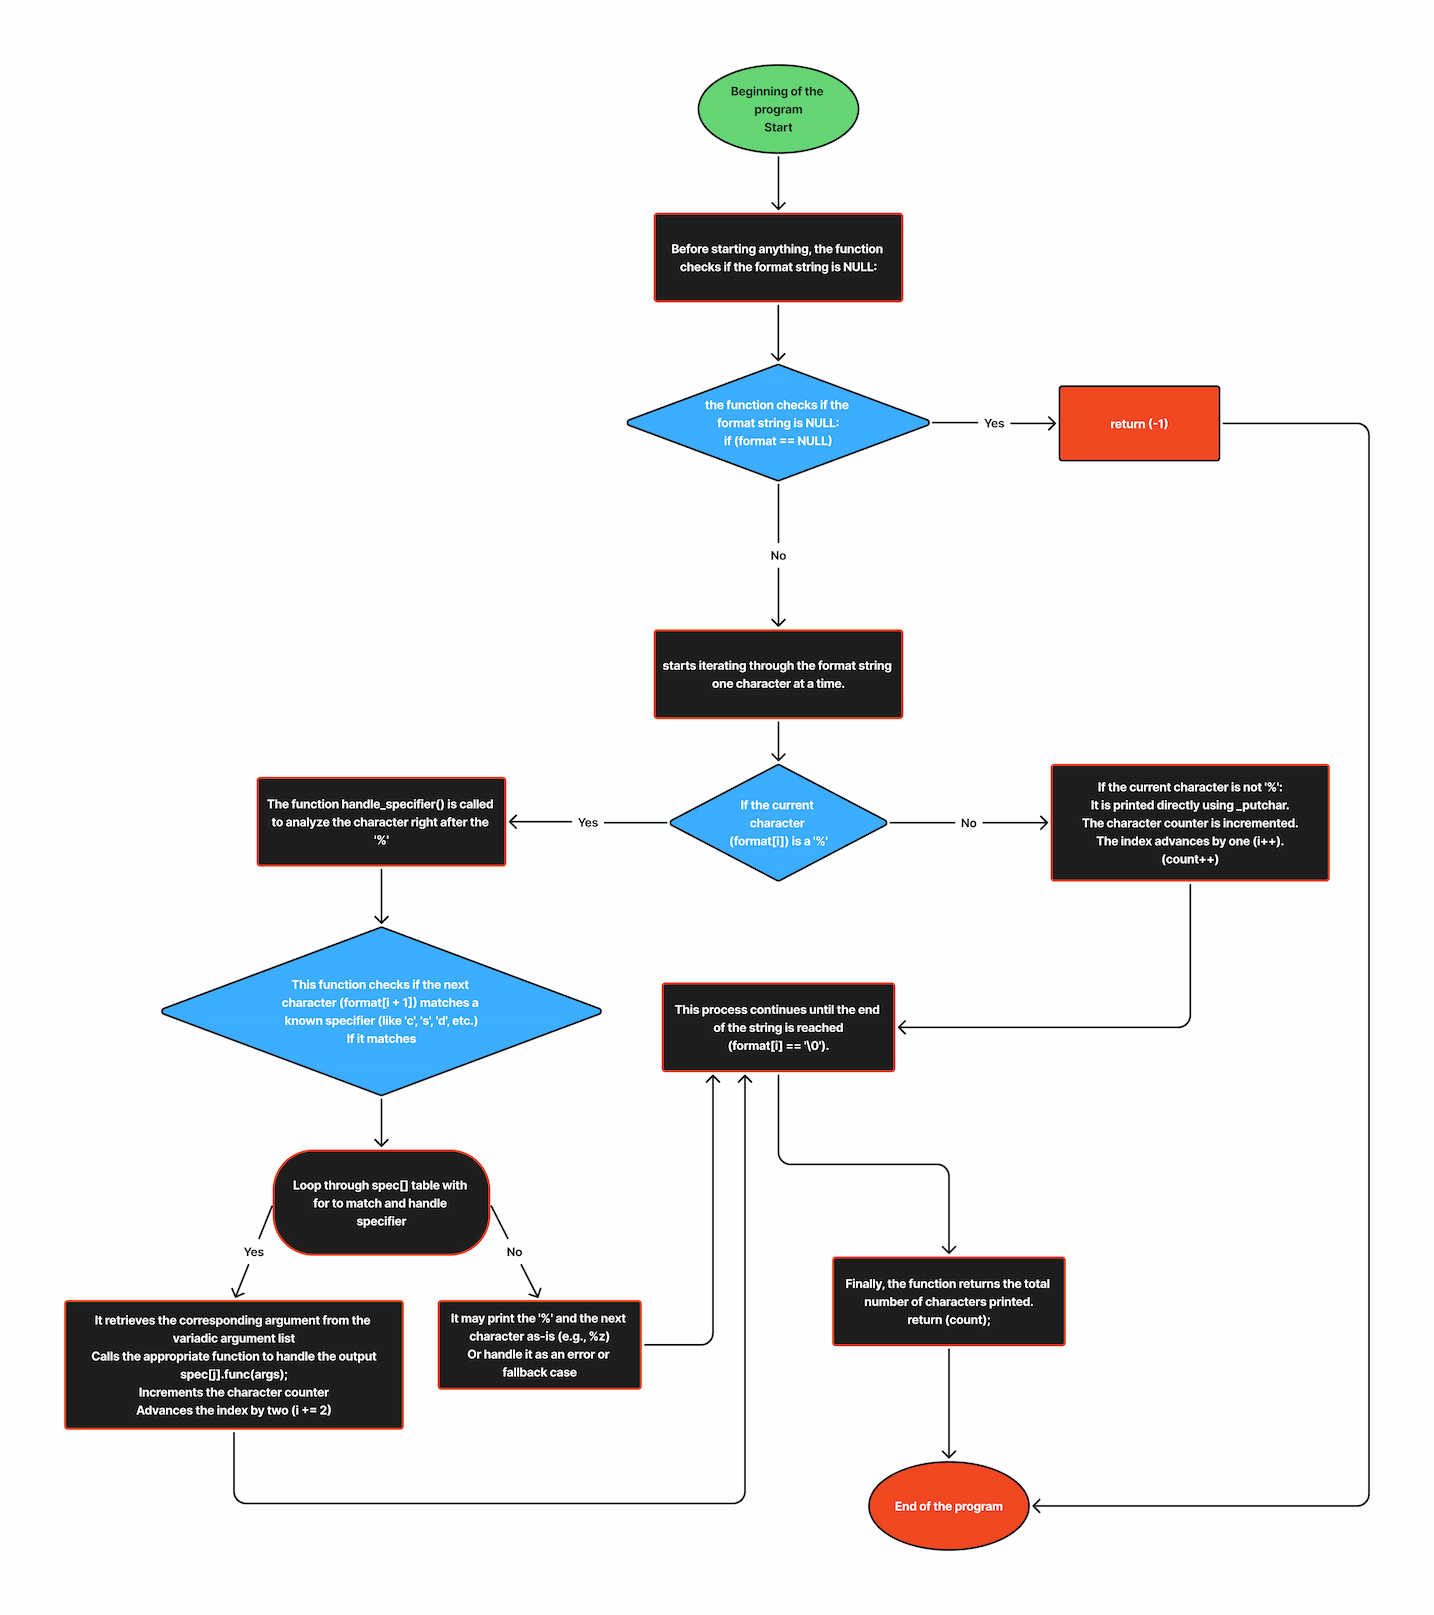 Beginning of the
program
Start
Before starting anything, the function
checks if the format string is NULL:
the function checks if the
format string is NULL:
if (format == NULL)
Yes
return (-1)
No
starts iterating through the format string
one character at a time.
If the current
character
(format[i]) is a '%'
Yes
The function handle_specifier() is called
to analyze the character right after the
'%'
No
If the current character is not '%':
It is printed directly using _putchar.
The character counter is incremented.
The index advances by one (i++).
(count++)
This function checks if the next
character (format[i + 1]) matches a
known specifier (like 'c', 's', 'd', etc.)
If it matches
This process continues until the end
of the string is reached
(format[i] == '\0').
Loop through spec[] table with
for to match and handle
specifier
Yes
No
It retrieves the corresponding argument from the
variadic argument list
Calls the appropriate function to handle the output
spec[j].func(args);
Increments the character counter
Advances the index by two (i += 2)
It may print the '%' and the next
character as-is (e.g., %z)
Or handle it as an error or
fallback case
Finally, the function returns the total
number of characters printed.
return (count);
End of the program